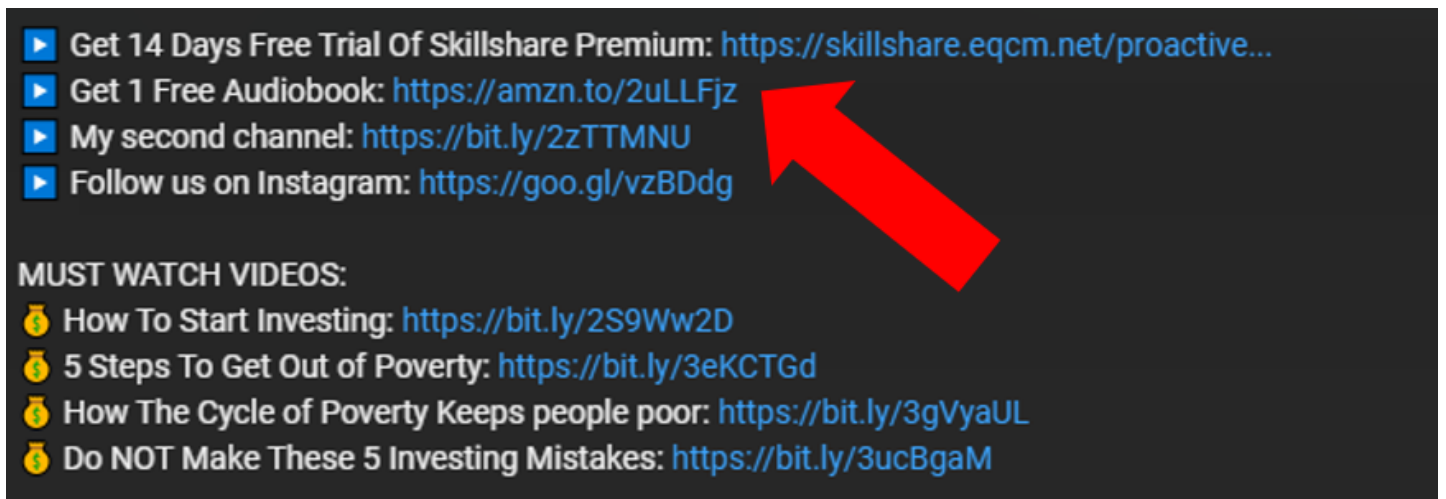 Get 14 Days Free Trial Of Skillshare Premium: https://skillshare.eqcm.net/proactive...
Get 1 Free Audiobook: https://amzn.to/2uLLFjz
My second channel: https://bit.ly/2zTTMNU
Follow us on Instagram: https://goo.gl/vzBDdg
MUST WATCH VIDEOS:
How To Start Investing: https://bit.ly/2S9Ww2D
5 Steps To Get Out of Poverty: https://bit.ly/3eKCTGd
How The Cycle of Poverty Keeps people poor: https://bit.ly/3gVyaUL
Do NOT Make These 5 Investing Mistakes: https://bit.ly/3ucBgaM